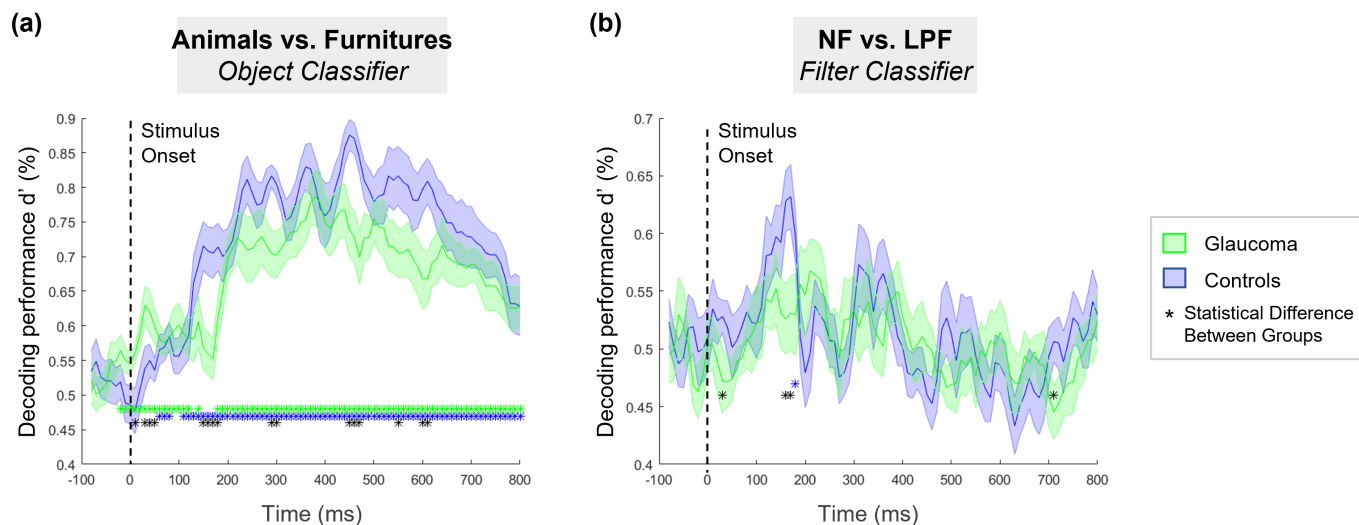 (a)
Animals vs. Furnitures
Object Classifier
Stimulus
Onset
Decoding performance d' (%)
0.9
0.85
0.8
0.75
0.7
0.65
0.6
0.55
0.5
0.45
0.4
-100 0 100 200 300 400 500 600 700 800
Time (ms)
(b)
NF vs. LPF
Filter Classifier
Stimulus
Onset
Decoding performance d' (%)
0.7
0.65
0.6
0.55
0.5
0.45
0.4
-100 0 100 200 300 400 500 600 700 800
Time (ms)
Glaucoma
Controls
* Statistical Difference
Between Groups